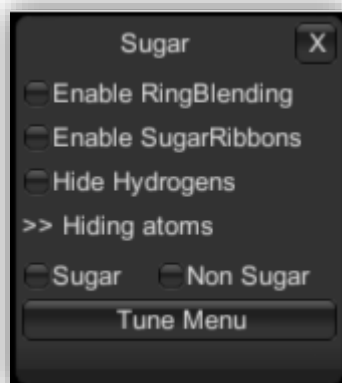 Sugar X
Enable RingBlending
Enable SugarRibbons
Hide Hydrogens
>> Hiding atoms
Sugar Non Sugar
Tune Menu